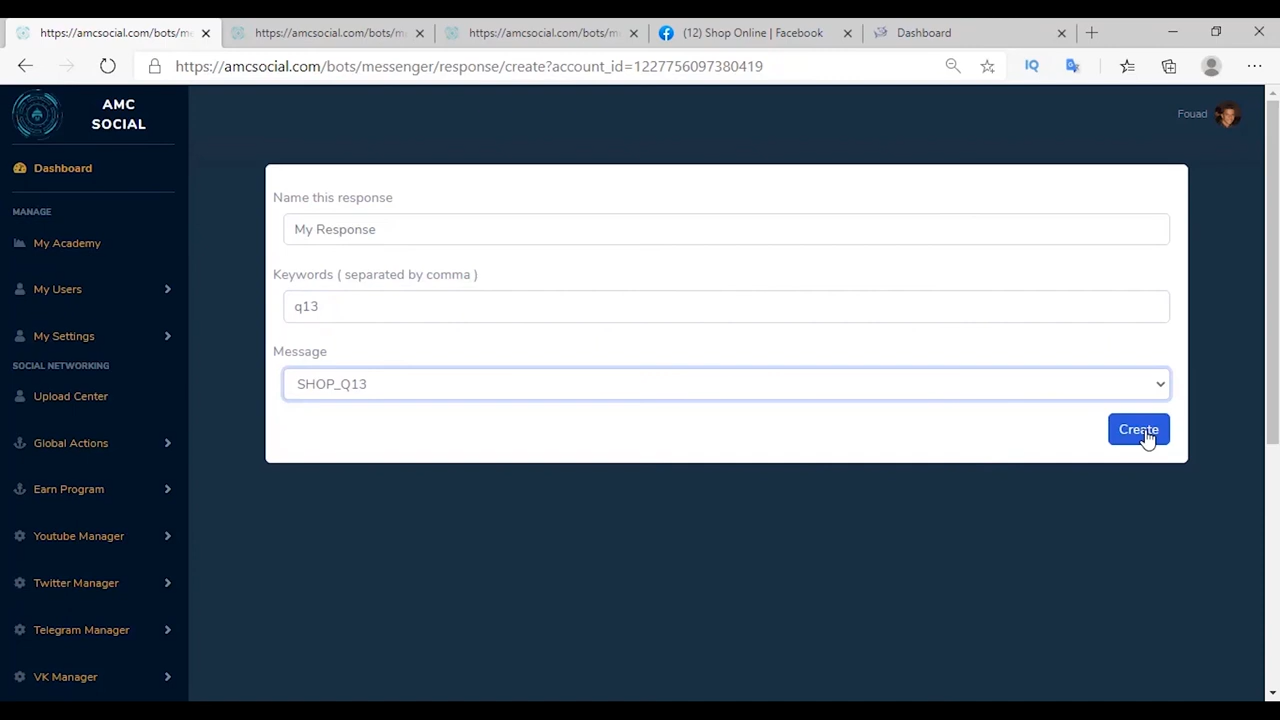 https://amcsocial.com/bots/me
https://amcsocial.com/bots/m
https://amcsocial.com/bots/m
(12) Shop Online | Facebook
Dashboard
https://amcsocial.com/bots/messenger/response/create?account_id=1227756097380419
IQ
AMC
SOCIAL
Fouad
Dashboard
MANAGE
My Academy
My Users
My Settings
SOCIAL NETWORKING
Upload Center
Global Actions
Earn Program
Youtube Manager
Twitter Manager
Telegram Manager
VK Manager
Name this response
My Response
Keywords ( separated by comma )
q13
Message
SHOP_Q13
Create